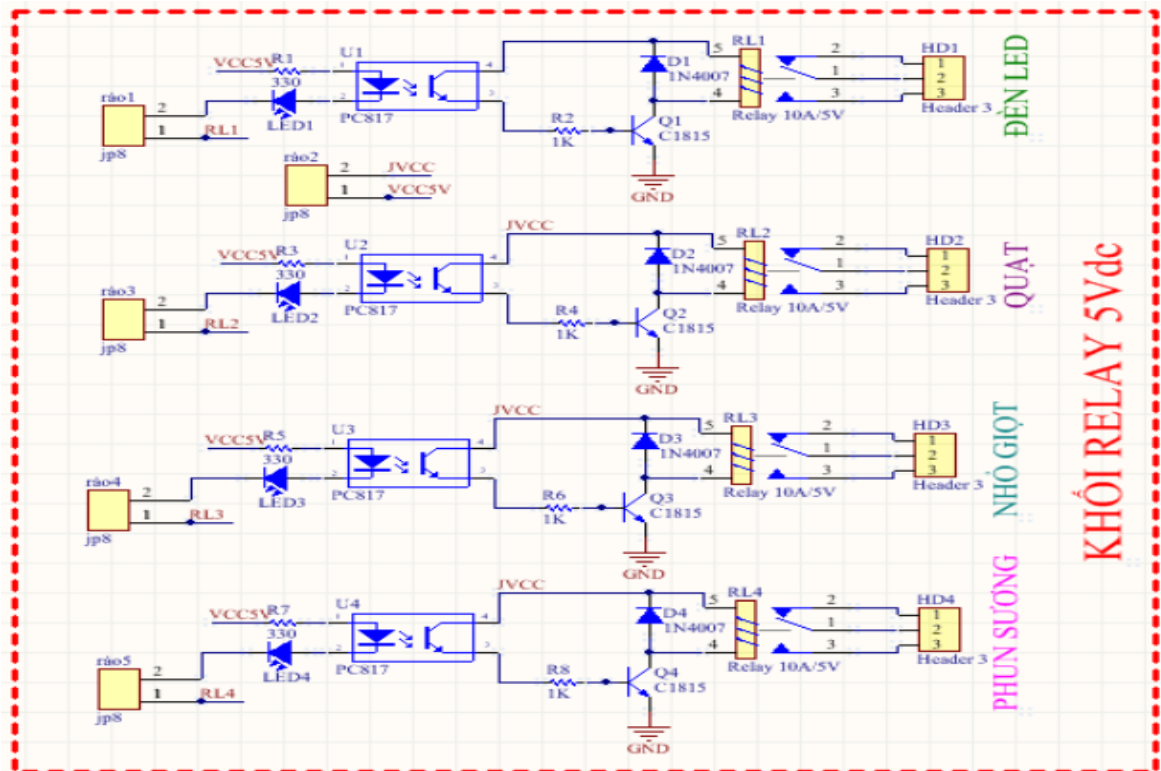 VCC5V R1 U1
330
1
4
2
3
PC817
LED1
rào1
2
1
RL1
jp8
R2
1K
D1
1N4007
Q1
C1815
GND
RL1
5
4
Relay 10A/5V
2
1
3
HD1
1
2
3
Header 3
ĐÈN LED
rào2
2 JVCC
1 VCC5V
jp8
VCC5V R3 U2
330
1
4
2
3
PC817
LED2
rào3
2
1
RL2
jp8
JVCC
R4
1K
D2
1N4007
Q2
C1815
GND
RL2
5
4
Relay 10A/5V
2
1
3
HD2
1
2
3
Header 3
QUẠT
VCC5V R5 U3
330
1
4
2
3
PC817
LED3
rào4
2
1
RL3
jp8
JVCC
R6
1K
D3
1N4007
Q3
C1815
GND
RL3
5
4
Relay 10A/5V
2
1
3
HD3
1
2
3
Header 3
NHỎ GIỌT
VCC5V R7 U4
330
1
4
2
3
PC817
LED4
rào5
2
1
RL4
jp8
JVCC
R8
1K
D4
1N4007
Q4
C1815
GND
RL4
5
4
Relay 10A/5V
2
1
3
HD4
1
2
3
Header 3
PHUN SƯƠNG
KHỐI RELAY 5Vdc